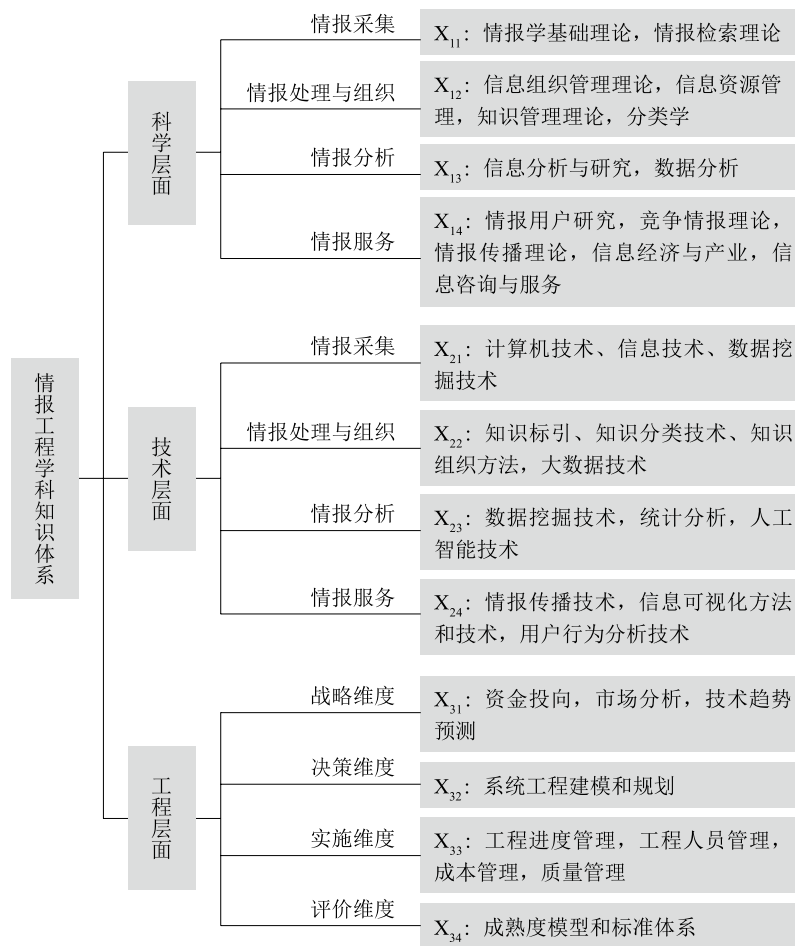 情报工程学科知识体系
科学层面
情报采集
X₁₁：情报学基础理论，情报检索理论
情报处理与组织
X₁₂：信息组织管理理论，信息资源管
理，知识管理理论，分类学
情报分析
X₁₃：信息分析与研究，数据分析
情报服务
X₁₄：情报用户研究，竞争情报理论，
情报传播理论，信息经济与产业，信
息咨询与服务
技术层面
情报采集
X₂₁：计算机技术、信息技术、数据挖
掘技术
情报处理与组织
X₂₂：知识标引、知识分类技术、知识
组织方法，大数据技术
情报分析
X₂₃：数据挖掘技术，统计分析，人工
智能技术
情报服务
X₂₄：情报传播技术，信息可视化方法
和技术，用户行为分析技术
工程层面
战略维度
X₃₁：资金投向，市场分析，技术趋势
预测
决策维度
X₃₂：系统工程建模和规划
实施维度
X₃₃：工程进度管理，工程人员管理，
成本管理，质量管理
评价维度
X₃₄：成熟度模型和标准体系